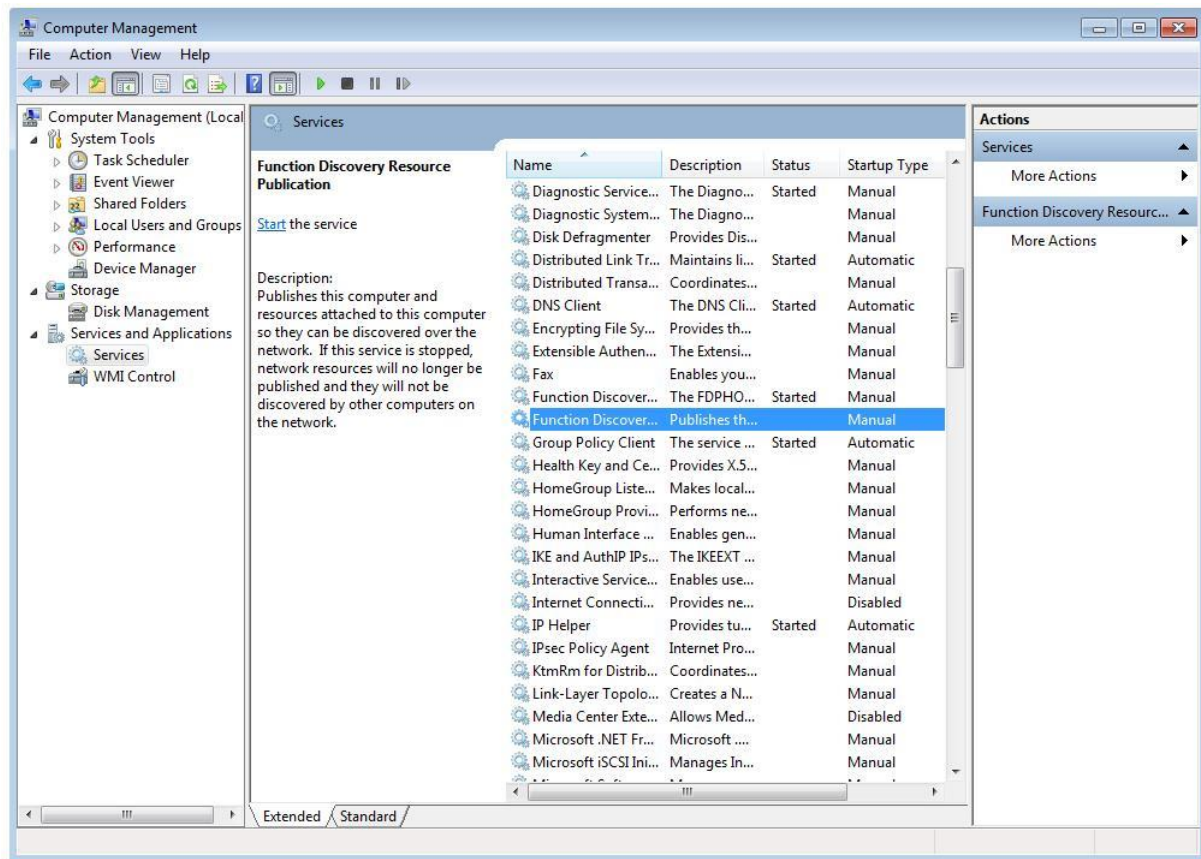 Computer Management
File Action View Help
Computer Management (Local
System Tools
Task Scheduler
Event Viewer
Shared Folders
Local Users and Groups
Performance
Device Manager
Storage
Disk Management
Services and Applications
Services
WMI Control
Services
Function Discovery Resource
Publication
Start the service
Description:
Publishes this computer and
resources attached to this computer
so they can be discovered over the
network. If this service is stopped,
network resources will no longer be
published and they will not be
discovered by other computers on
the network.
Name Description Status Startup Type
Diagnostic Service... The Diagno... Started Manual
Diagnostic System... The Diagno... Manual
Disk Defragmenter Provides Dis... Manual
Distributed Link Tr... Maintains li... Started Automatic
Distributed Transa... Coordinates... Manual
DNS Client The DNS Cli... Started Automatic
Encrypting File Sy... Provides th... Manual
Extensible Authen... The Extensi... Manual
Fax Enables you... Manual
Function Discover... The FDPHO... Started Manual
Function Discover... Publishes th... Manual
Group Policy Client The service ... Started Automatic
Health Key and Ce... Provides X.5... Manual
HomeGroup Liste... Makes local... Manual
HomeGroup Provi... Performs ne... Manual
Human Interface ... Enables gen... Manual
IKE and AuthIP IPs... The IKEEXT ... Manual
Interactive Service... Enables use... Manual
Internet Connecti... Provides ne... Disabled
IP Helper Provides tu... Started Automatic
IPsec Policy Agent Internet Pro... Manual
KtmRm for Distrib... Coordinates... Manual
Link-Layer Topolo... Creates a N... Manual
Media Center Exte... Allows Med... Disabled
Microsoft .NET Fr... Microsoft .... Manual
Microsoft iSCSI Ini... Manages In... Manual
Extended Standard
Actions
Services
More Actions
Function Discovery Resourc...
More Actions